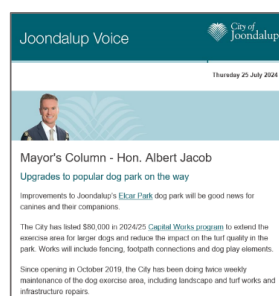 Joondalup Voice
City of
Joondalup
Thursday 25 July 2024
Mayor's Column - Hon. Albert Jacob
Upgrades to popular dog park on the way
Improvements to Joondalup's Elcar Park dog park will be good news for
canines and their companions.
The City has listed $80,000 in 2024/25 Capital Works program to extend the
exercise area for larger dogs and reduce the impact on the turf quality in the
park. Works will include fencing, footpath connections and dog play elements.
Since opening in October 2019, the City has been doing twice weekly
maintenance of the dog exercise area, including landscape and turf works and
infrastructure repairs.